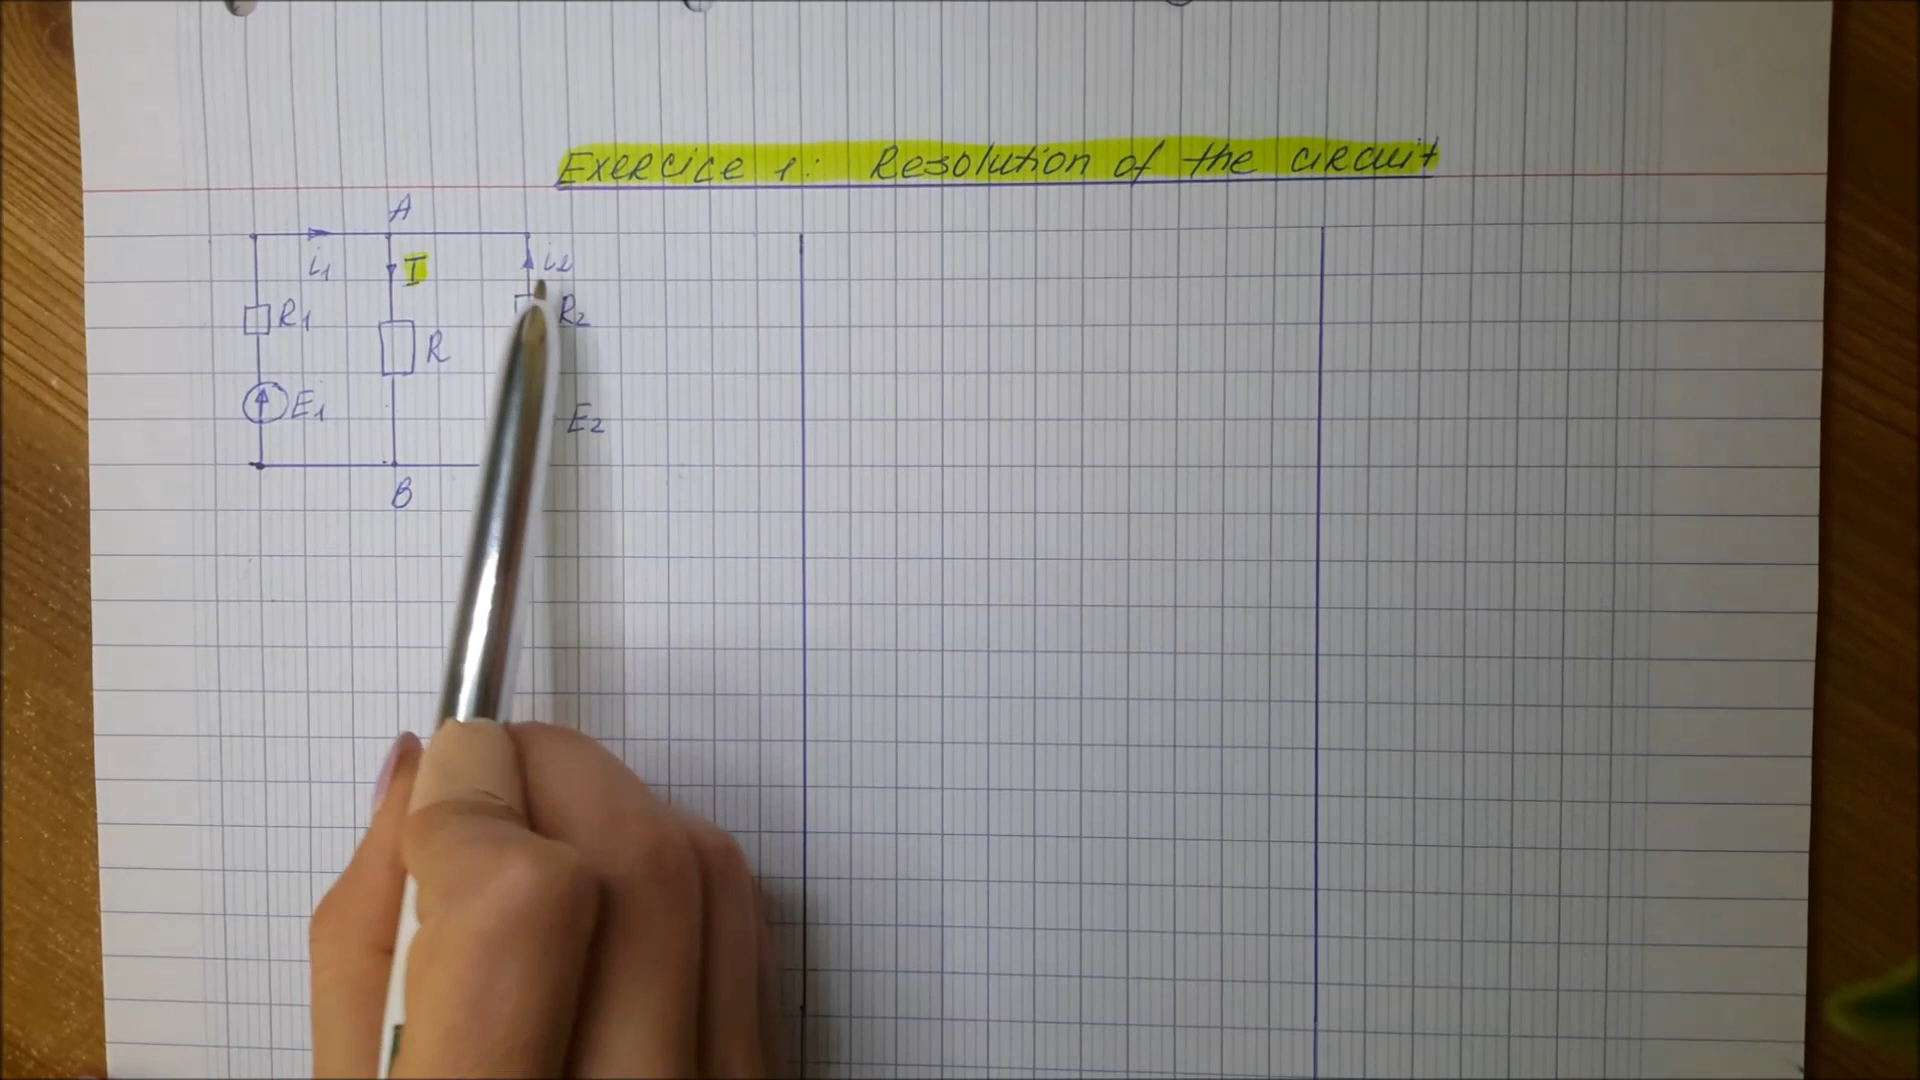 Exercice 1: Resolution of the circuit
A
i1
I
i2
R1
R
R2
E1
E2
B